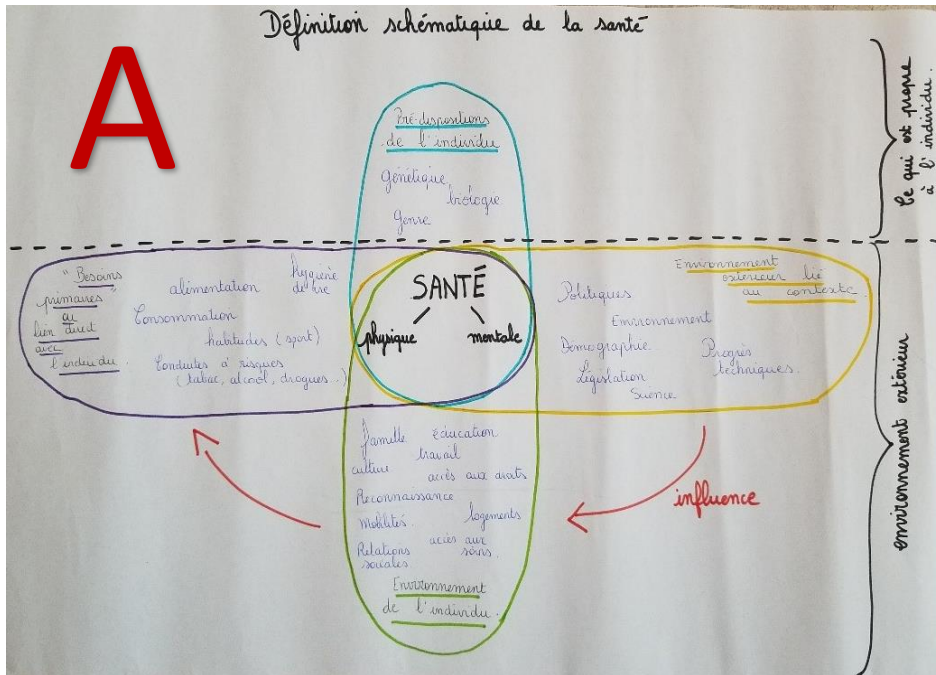 Définition schématique de la santé
A
Pré-dispositions
de l'individu
Génétique
biologie
Genre
Ce qui est propre
à l'individu.
"Besoins
primaires"
au
lien direct
avec
l'individu.
alimentation
hygiène
de vie
Consommation
habitudes (sport)
Conduites à risques
(tabac, alcool, drogues...)
SANTÉ
physique
mentale
Environnement
extérieur lié
au contexte.
Politiques
Environnement
Démographie
Progrès
techniques.
Législation
Science
famille
éducation
travail
culture
accès aux droits
Reconnaissance
Mobilités
logements
accès aux
soins.
Relations
sociales
Environnement
de l'individu.
influence
environnement extérieur